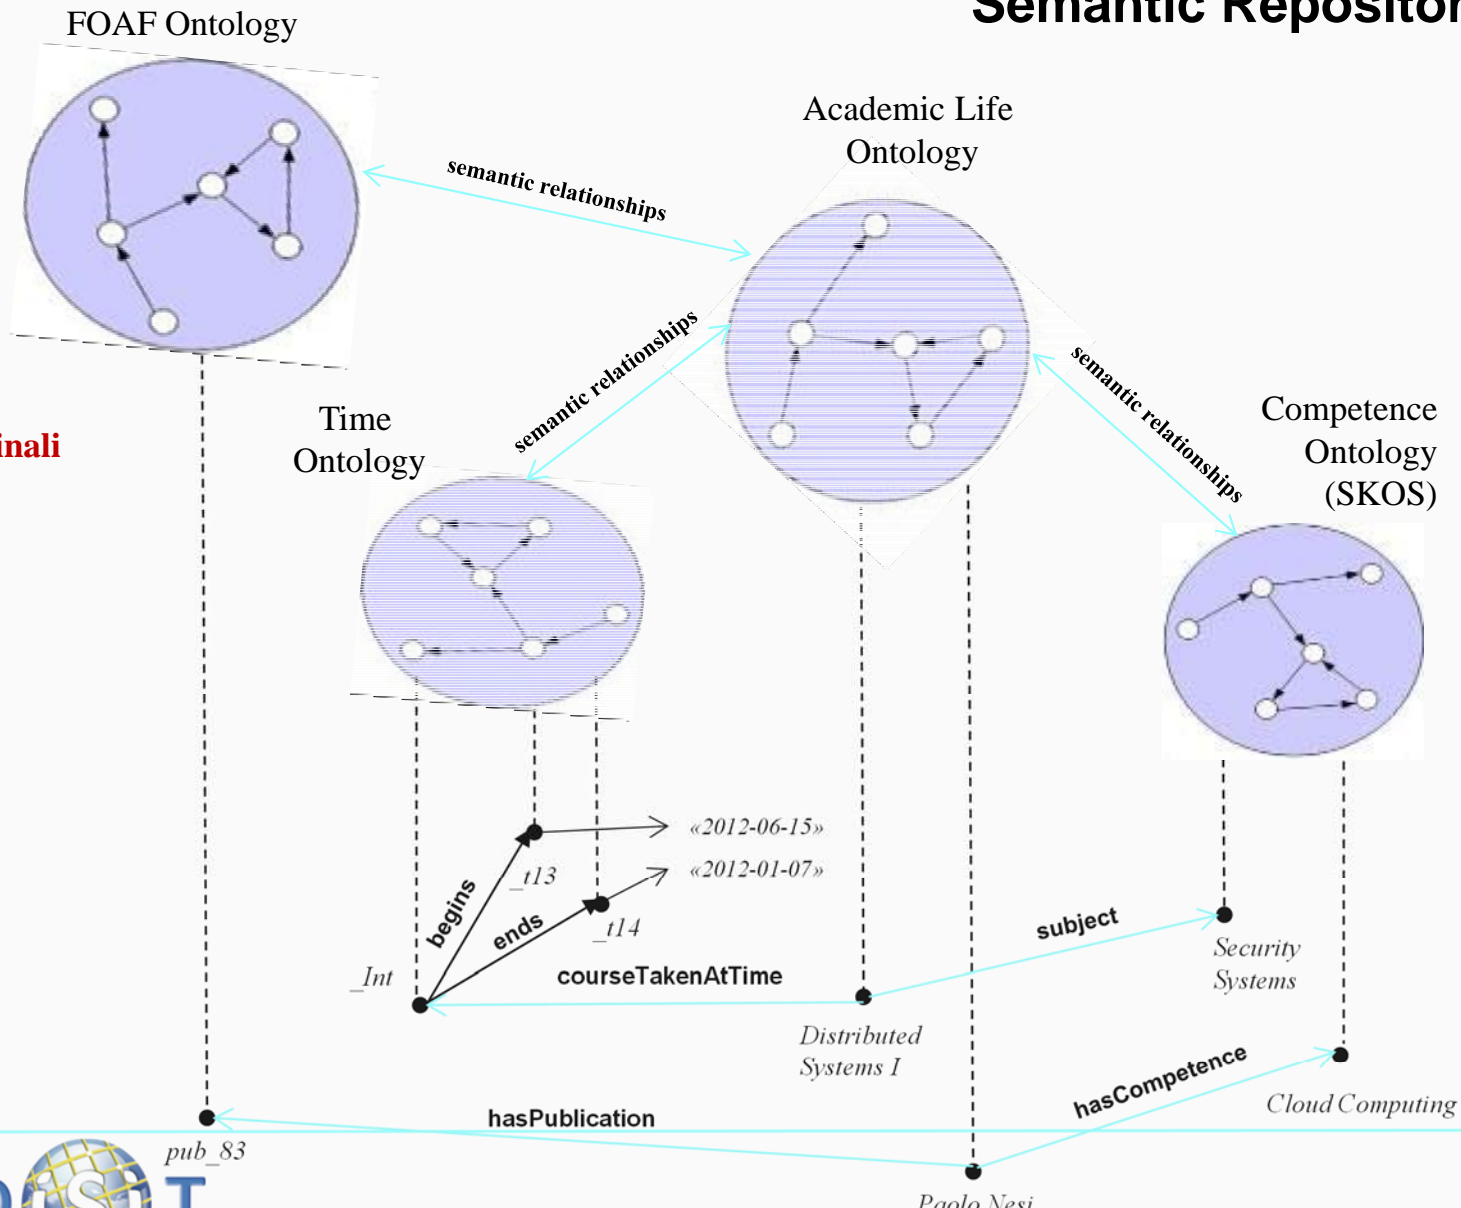 Semantic Repositor
FOAF Ontology
Academic Life
Ontology
semantic relationships
semantic relationships
semantic relationships
Time
Ontology
Competence
Ontology
(SKOS)
inali
«2012-06-15»
«2012-01-07»
_t13
_t14
begins
ends
_Int
courseTakenAtTime
subject
Security
Systems
Distributed
Systems I
hasCompetence
Cloud Computing
hasPublication
pub_83
Paolo Nesi
DiSiT